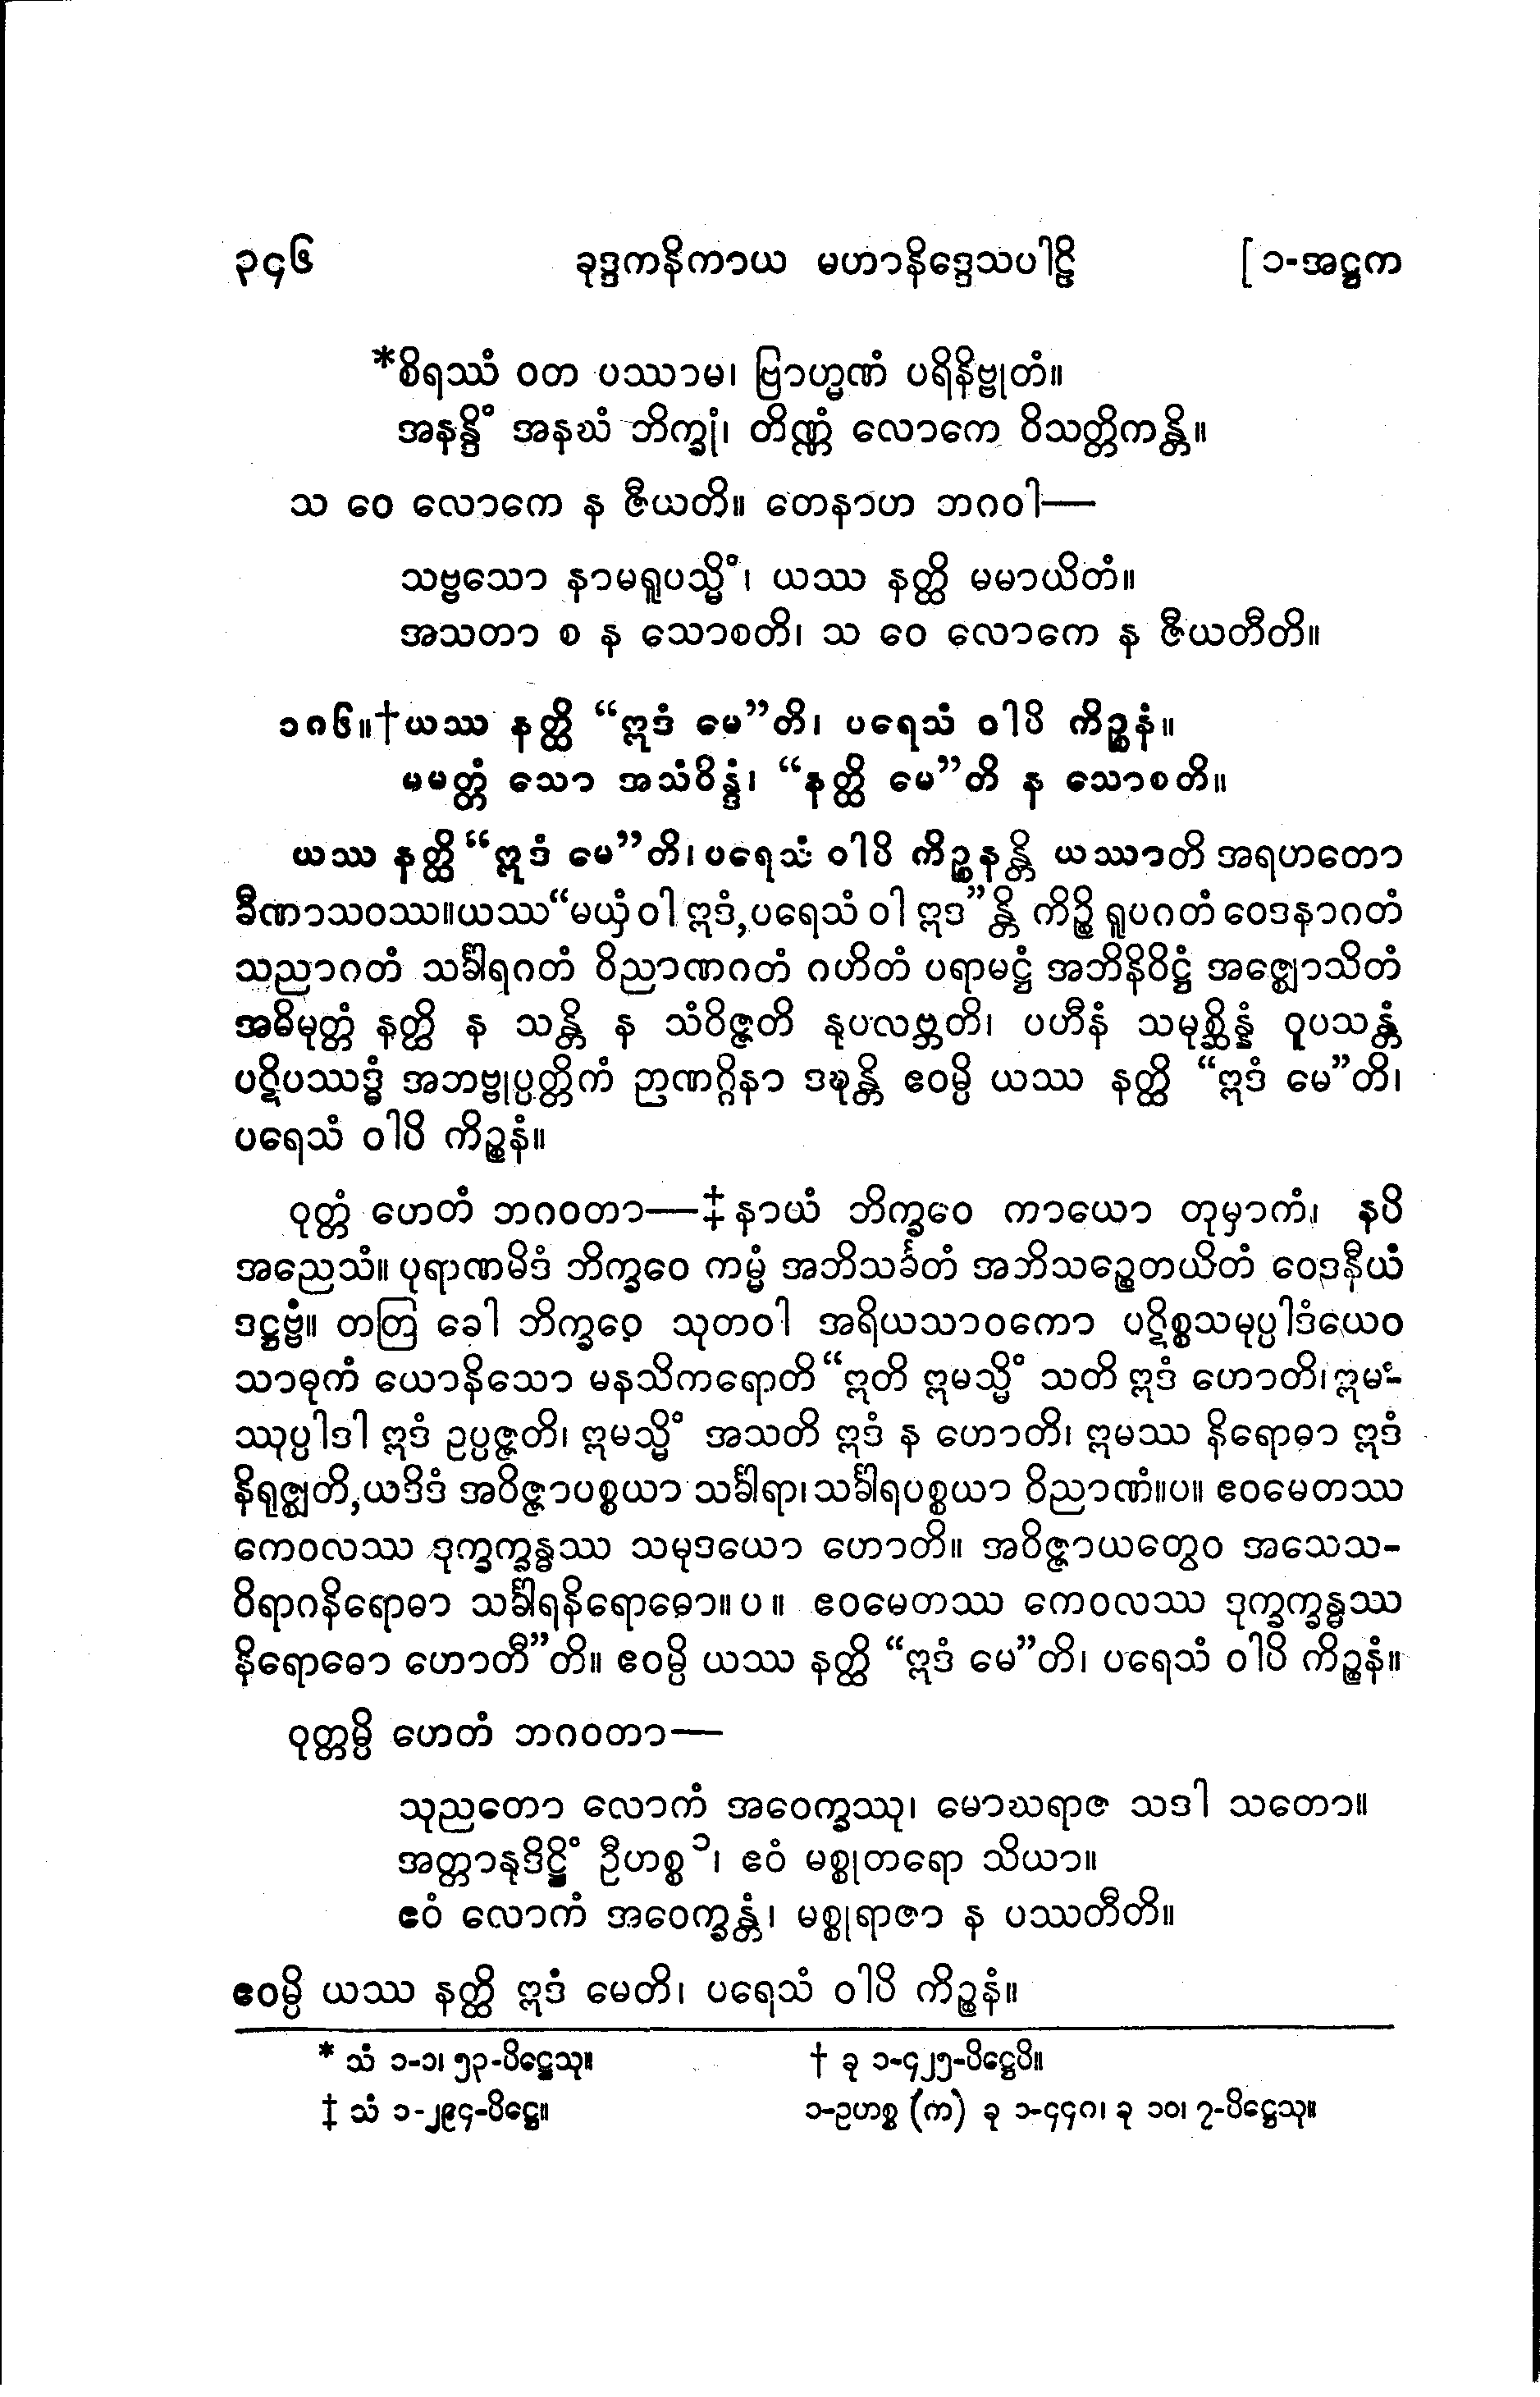 ၃၄၆ ခုဒ္ဒကနိကာယ မဟာနိဒ္ဒေသပါဠိ [ ၁-အဋ္ဌက
*စိရဿံ ဝတ ပဿာမ၊ ဗြာဟ္မဏံ ပရိနိဗ္ဗုတံ။
အနန္ဒိံ အနဃံ ဘိက္ခုံ၊ တိဏ္ဏံ လောကေ ဝိသတ္တိကန္တိ။
သ ဝေ လောကေ န ဇီယတိ။ တေနာဟ ဘဂဝါ—
သဗ္ဗသော နာမရူပသ္မိံ၊ ယဿ နတ္ထိ မမာယိတံ။
အသတာ စ န သောစတိ၊ သ ဝေ လောကေ န ဇီယတီတိ။
၁၈၆။†ယဿ နတ္ထိ “ဣဒံ မေ”တိ၊ ပရေသံ ဝါပိ ကိဉ္စနံ။
မမတ္တံ သော အသံဝိန္ဒံ၊ “နတ္ထိ မေ”တိ န သောစတိ။
ယဿ နတ္ထိ “ဣဒံ မေ”တိ၊ ပရေသံ ဝါပိ ကိဉ္စနန္တိ ယဿာတိ အရဟတော
ခီဏာသဝဿ။ယဿ“မယှံ ဝါ ဣဒံ,ပရေသံ ဝါ ဣဒ”န္တိ ကိဉ္စိ ရူပဂတံ ဝေဒနာဂတံ
သညာဂတံ သင်္ခါရဂတံ ဝိညာဏဂတံ ဂဟိတံ ပရာမဋ္ဌံ အဘိနိဝိဋ္ဌံ အဇ္ဈောသိတံ
အဓိမုတ္တံ နတ္ထိ န သန္တိ န သံဝိဇ္ဇတိ နုပလဗ္ဘတိ၊ ပဟီနံ သမုစ္ဆိန္နံ ဝူပသန္တံ
ပဋိပဿဒ္ဓံ အဘဗ္ဗုပ္ပတ္တိကံ ဉာဏဂ္ဂိနာ ဒဍ္ဎန္တိ ဧဝမ္ပိ ယဿ နတ္ထိ “ဣဒံ မေ”တိ၊
ပရေသံ ဝါပိ ကိဉ္စနံ။
ဝုတ္တံ ဟေတံ ဘဂဝတာ—‡နာယံ ဘိက္ခဝေ ကာယော တုမှာကံ၊ နပိ
အညေသံ။ ပုရာဏမိဒံ ဘိက္ခဝေ ကမ္မံ အဘိသင်္ခတံ အဘိသဉ္စေတယိတံ ဝေဒနီယံ
ဒဋ္ဌဗ္ဗံ။ တတြ ခေါ ဘိက္ခဝေ သုတဝါ အရိယသာဝကော ပဋိစ္စသမုပ္ပါဒံယေဝ
သာဓုကံ ယောနိသော မနသိကရောတိ “ဣတိ ဣမသ္မိံ သတိ ဣဒံ ဟောတိ၊ ဣမ-
ဿုပ္ပါဒါ ဣဒံ ဥပ္ပဇ္ဇတိ၊ ဣမသ္မိံ အသတိ ဣဒံ န ဟောတိ၊ ဣမဿ နိရောဓာ ဣဒံ
နိရုဇ္ဈတိ,ယဒိဒံ အဝိဇ္ဇာပစ္စယာ သင်္ခါရာ၊ သင်္ခါရပစ္စယာ ဝိညာဏံ။ပ။ ဧဝမေတဿ
ကေဝလဿ ဒုက္ခက္ခန္ဓဿ သမုဒယော ဟောတိ။ အဝိဇ္ဇာယတွေဝ အသေသ-
ဝိရာဂနိရောဓာ သင်္ခါရနိရောဓော။ ပ ။ ဧဝမေတဿ ကေဝလဿ ဒုက္ခက္ခန္ဓဿ
နိရောဓော ဟောတီ”တိ။ ဧဝမ္ပိ ယဿ နတ္ထိ “ဣဒံ မေ”တိ၊ ပရေသံ ဝါပိ ကိဉ္စနံ။
ဝုတ္တမ္ပိ ဟေတံ ဘဂဝတာ—
သုညတော လောကံ အဝေက္ခဿု၊ မောဃရာဇ သဒါ သတော။
အတ္တာနုဒိဋ္ဌိံ ဦဟစ္စ၁၊ ဧဝံ မစ္စုတရော သိယာ။
ဧဝံ လောကံ အဝေက္ခန္တံ၊ မစ္စုရာဇာ န ပဿတီတိ။
ဧဝမ္ပိ ယဿ နတ္ထိ ဣဒံ မေတိ၊ ပရေသံ ဝါပိ ကိဉ္စနံ။
* သံ ၁-၁၊ ၅၃-ပိဋ္ဌေသု။ † ခု ၁-၄၂၅-ပိဋ္ဌေပိ။
‡ သံ ၁-၂၉၄-ပိဋ္ဌေ။ ၁-ဥဟစ္စ (က) ခု ၁-၄၄၈၊ ခု ၁၀၊ ၇-ပိဋ္ဌေသု။